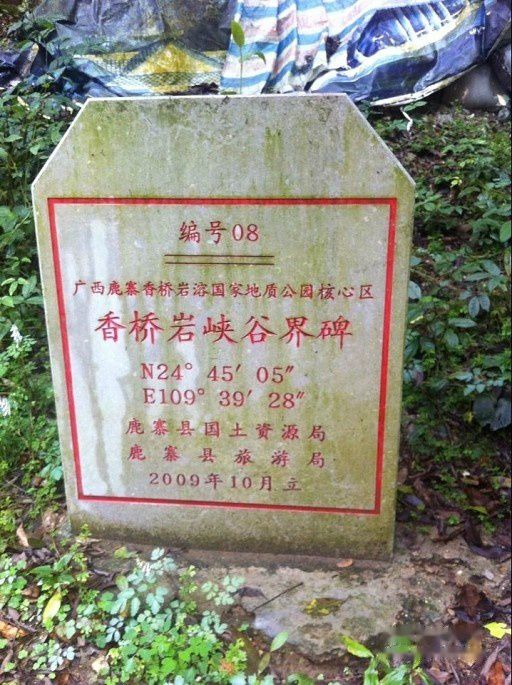 编号08
广西鹿寨香桥岩溶国家地质公园核心区
香桥岩峡谷界碑
N24° 45′ 05″
E109° 39′ 28″
鹿寨县国土資源局
鹿寨县旅游局
2009年10月立